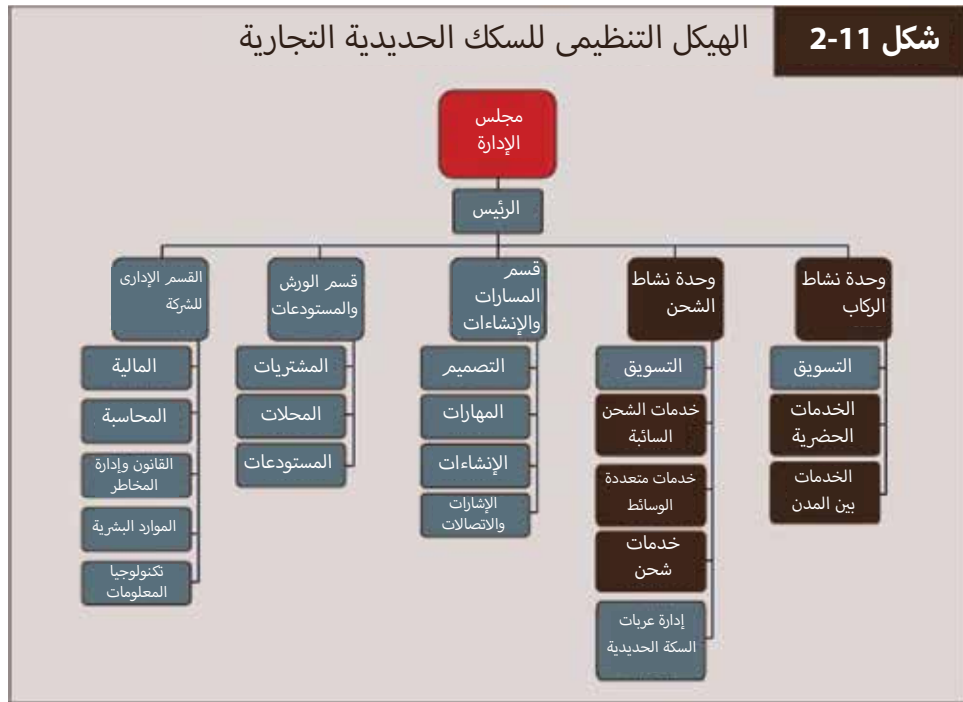 شكل 11-2
الهيكل التنظيمى للسكك الحديدية التجارية
مجلس
الإدارة
الرئيس
وحدة نشاط
الركاب
التسويق
الخدمات
الحضرية
الخدمات
بين المدن
وحدة نشاط
الشحن
التسويق
خدمات الشحن
السائبة
خدمات متعددة
الوسائط
خدمات
شحن
إدارة عربات
السكة الحديدية
قسم
المسارات
والإنشاءات
التصميم
المهارات
الإنشاءات
الإشارات
والاتصالات
قسم الورش
والمستودعات
المشتريات
المحلات
المستودعات
القسم الإدارى
للشركة
المالية
المحاسبة
القانون وإدارة
المخاطر
الموارد البشرية
تكنولوجيا
المعلومات